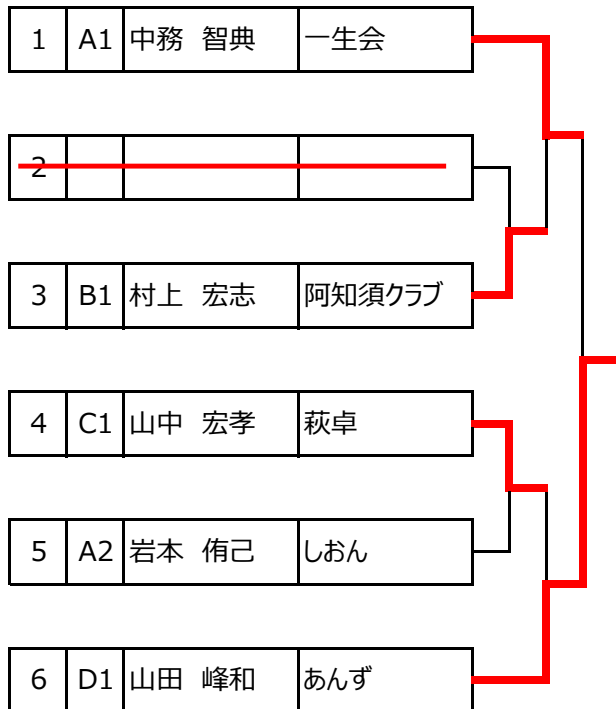 1 A1 中務 智典 一生会
2
3 B1 村上 宏志 阿知須クラブ
4 C1 山中 宏孝 萩卓
5 A2 岩本 侑己 しおん
6 D1 山田 峰和 あんず